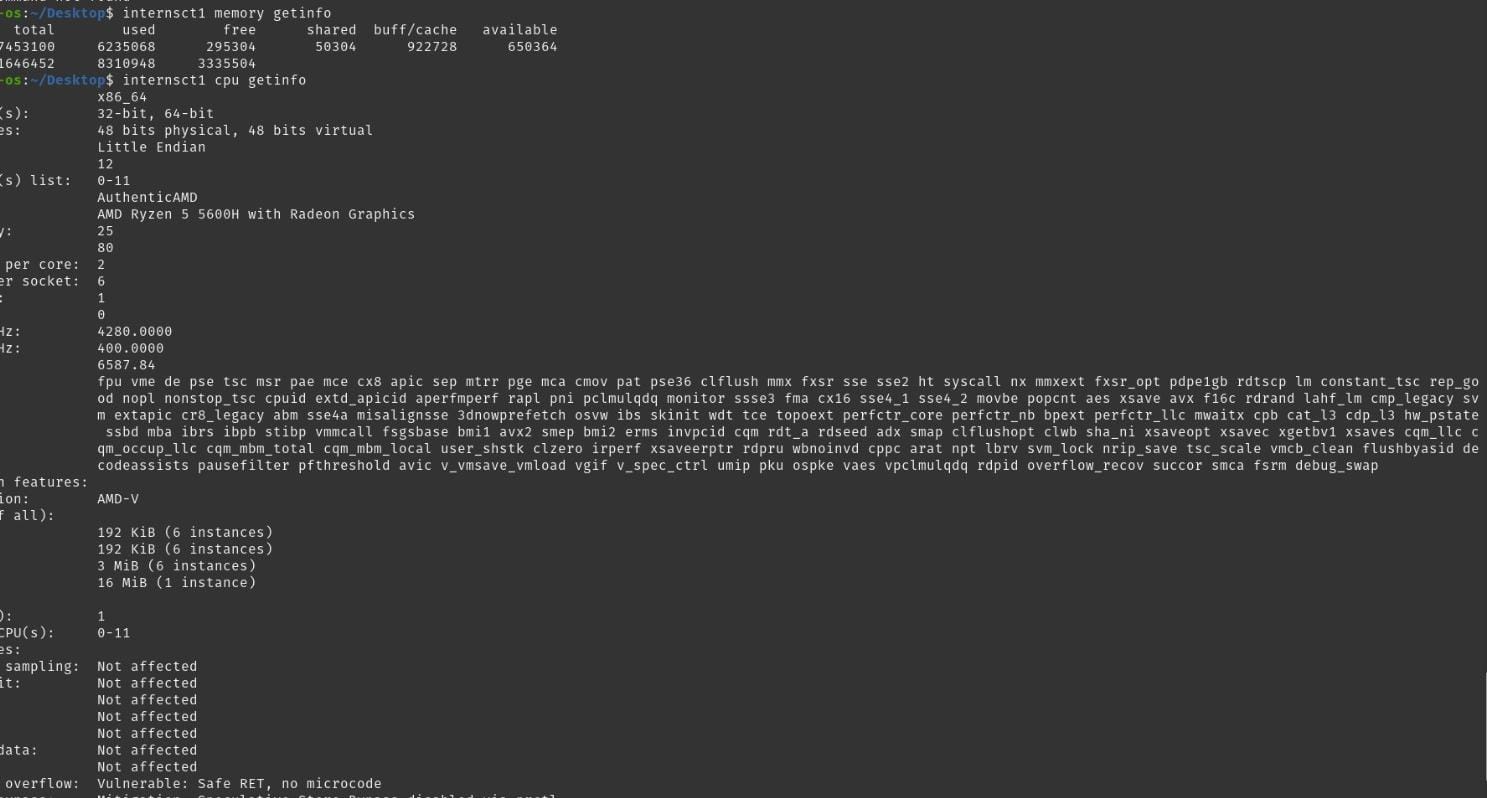 -os:~/Desktop$ internsct1 memory getinfo
total used free shared buff/cache available
7453100 6235068 295304 50304 922728 650364
1646452 8310948 3335504
-os:~/Desktop$ internsct1 cpu getinfo
x86_64
(s): 32-bit, 64-bit
es: 48 bits physical, 48 bits virtual
Little Endian
12
(s) list: 0-11
AuthenticAMD
AMD Ryzen 5 5600H with Radeon Graphics
y: 25
80
per core: 2
er socket: 6
: 1
0
Hz: 4280.0000
Hz: 400.0000
6587.84
fpu vme de pse tsc msr pae mce cx8 apic sep mtrr pge mca cmov pat pse36 clflush mmx fxsr sse sse2 ht syscall nx mmxext fxsr_opt pdpe1gb rdtscp lm constant_tsc rep_go
od nopl nonstop_tsc cpuid extd_apicid aperfmperf rapl pni pclmulqdq monitor ssse3 fma cx16 sse4_1 sse4_2 movbe popcnt aes xsave avx f16c rdrand lahf_lm cmp_legacy sv
m extapic cr8_legacy abm sse4a misalignsse 3dnowprefetch osvw ibs skinit wdt tce topoext perfctr_core perfctr_nb bpext perfctr_llc mwaitx cpb cat_l3 cdp_l3 hw_pstate
ssbd mba ibrs ibpb stibp vmmcall fsgsbase bmi1 avx2 smep bmi2 erms invpcid cqm rdt_a rdseed adx smap clflushopt clwb sha_ni xsaveopt xsavec xgetbv1 xsaves cqm_llc c
qm_occup_llc cqm_mbm_total cqm_mbm_local user_shstk clzero irperf xsaveerptr rdpru wbnoinvd cppc arat npt lbrv svm_lock nrip_save tsc_scale vmcb_clean flushbyasid de
codeassists pausefilter pfthreshold avic v_vmsave_vmload vgif v_spec_ctrl umip pku ospke vaes vpclmulqdq rdpid overflow_recov succor smca fsrm debug_swap
n features:
ion: AMD-V
f all):
192 KiB (6 instances)
192 KiB (6 instances)
3 MiB (6 instances)
16 MiB (1 instance)
): 1
CPU(s): 0-11
es:
sampling: Not affected
it: Not affected
Not affected
Not affected
Not affected
data: Not affected
Not affected
overflow: Vulnerable: Safe RET, no microcode